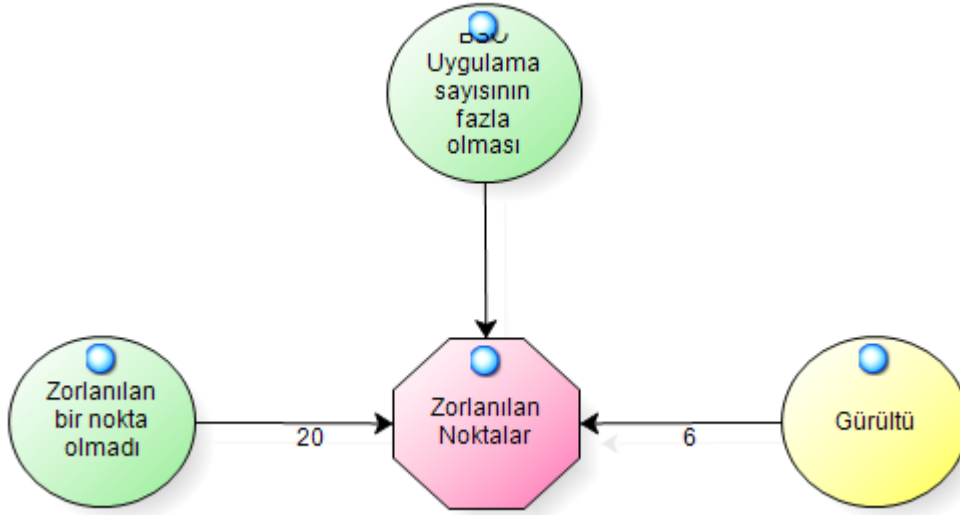 Uygulama
sayısının
fazla
olması
Zorlanılan
bir nokta
olmadı
20
Zorlanılan
Noktalar
6
Gürültü